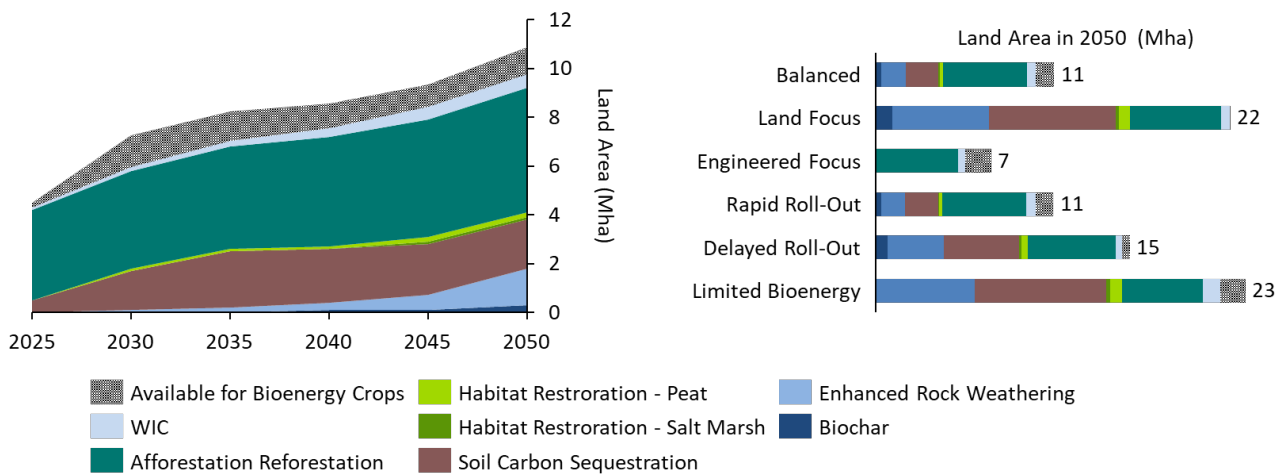 12
10
8
6
4
2
0
Land Area (Mha)
2025 2030 2035 2040 2045 2050
Land Area in 2050 (Mha)
Balanced 11
Land Focus 22
Engineered Focus 7
Rapid Roll-Out 11
Delayed Roll-Out 15
Limited Bioenergy 23
Available for Bioenergy Crops
WIC
Afforestation Reforestation
Habitat Restroration - Peat
Habitat Restroration - Salt Marsh
Soil Carbon Sequestration
Enhanced Rock Weathering
Biochar